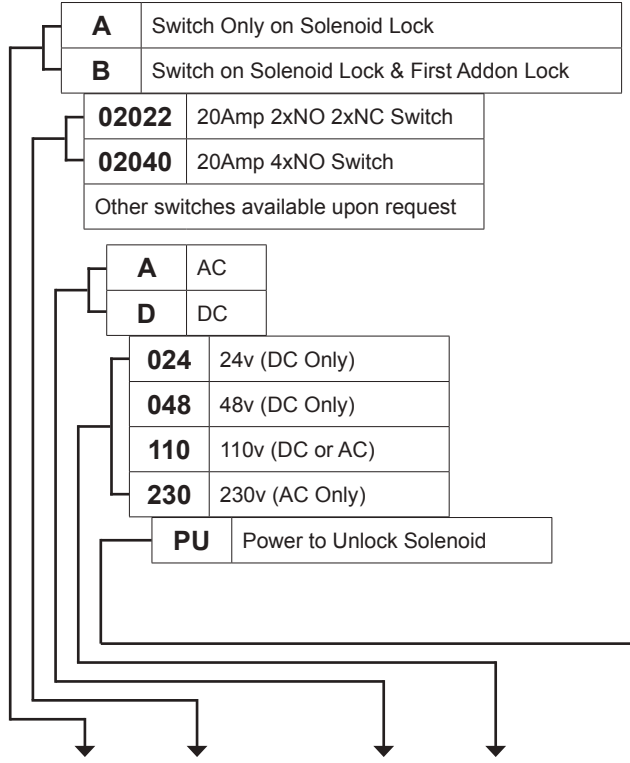 A Switch Only on Solenoid Lock
B Switch on Solenoid Lock & First Addon Lock
02022 20Amp 2xNO 2xNC Switch
02040 20Amp 4xNO Switch
Other switches available upon request
A AC
D DC
024 24v (DC Only)
048 48v (DC Only)
110 110v (DC or AC)
230 230v (AC Only)
PU Power to Unlock Solenoid